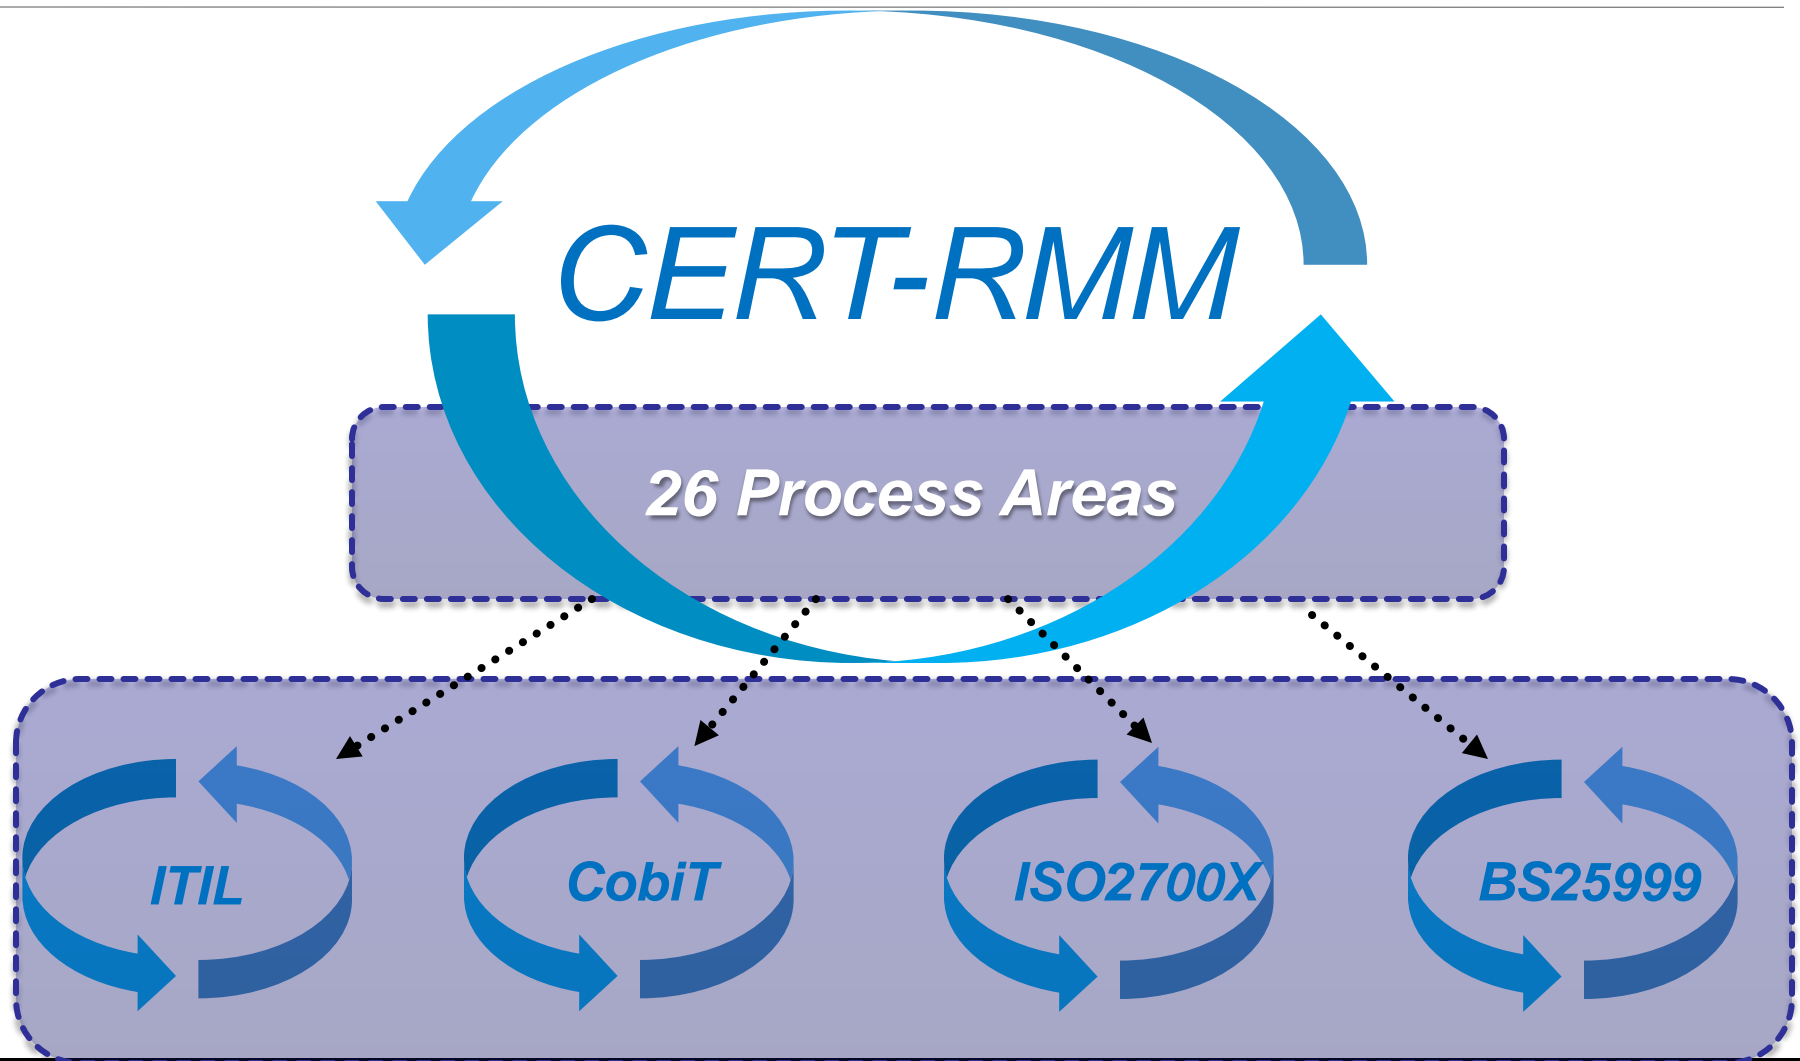 CERT-RMM
26 Process Areas
ITIL
CobiT
ISO2700X
BS25999